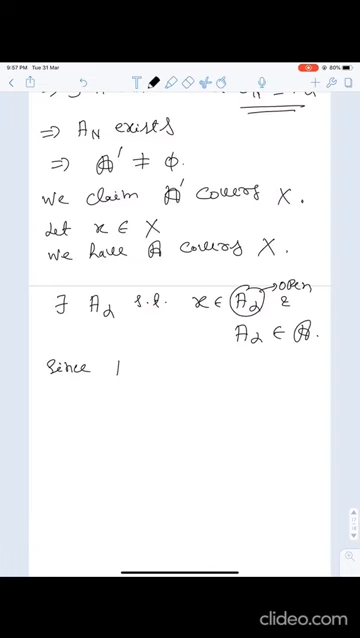 9:57 PM Tue 31 Mar
80%
⇒ A_N exists
⇒ 𝔸' ≠ φ.
We claim 𝔸' covers X.
Let x ∈ X
We have 𝔸 covers X.
∃ A_α s.t. x ∈ A_α → open &
A_α ∈ 𝔸.
Since
clideo.com